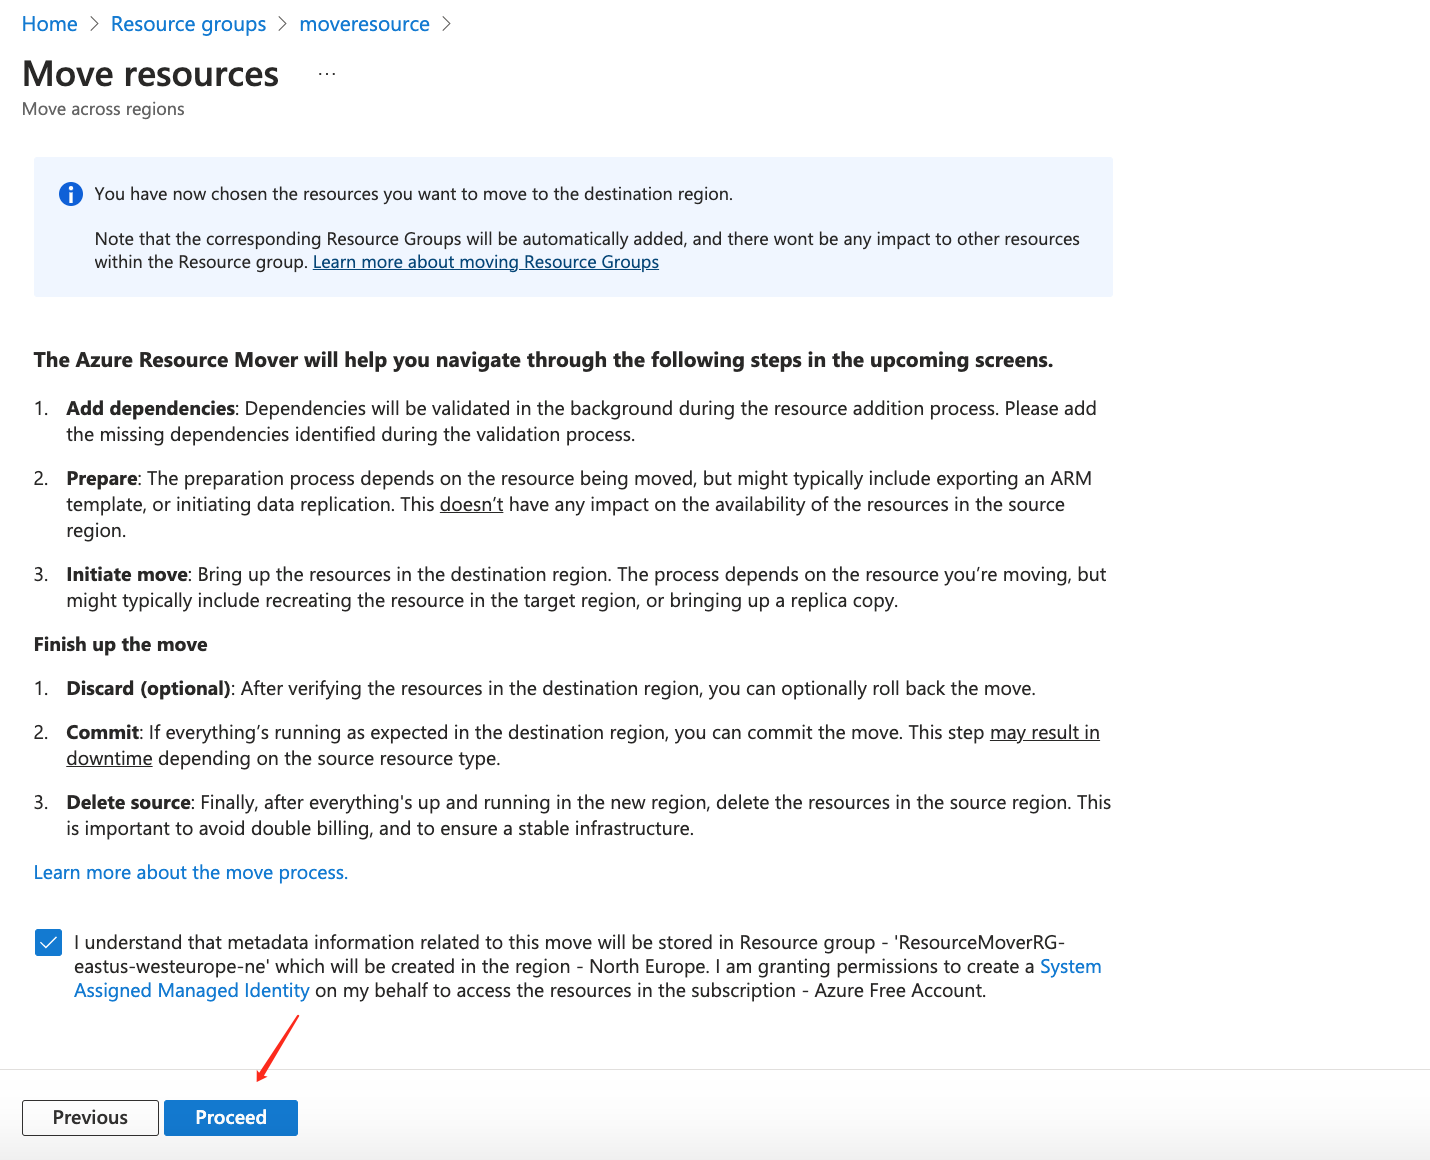 Home > Resource groups > moveresource >
Move resources ...
Move across regions
You have now chosen the resources you want to move to the destination region.
Note that the corresponding Resource Groups will be automatically added, and there wont be any impact to other resources
within the Resource group. Learn more about moving Resource Groups
The Azure Resource Mover will help you navigate through the following steps in the upcoming screens.
1. Add dependencies: Dependencies will be validated in the background during the resource addition process. Please add
the missing dependencies identified during the validation process.
2. Prepare: The preparation process depends on the resource being moved, but might typically include exporting an ARM
template, or initiating data replication. This doesn’t have any impact on the availability of the resources in the source
region.
3. Initiate move: Bring up the resources in the destination region. The process depends on the resource you’re moving, but
might typically include recreating the resource in the target region, or bringing up a replica copy.
Finish up the move
1. Discard (optional): After verifying the resources in the destination region, you can optionally roll back the move.
2. Commit: If everything’s running as expected in the destination region, you can commit the move. This step may result in
downtime depending on the source resource type.
3. Delete source: Finally, after everything's up and running in the new region, delete the resources in the source region. This
is important to avoid double billing, and to ensure a stable infrastructure.
Learn more about the move process.
I understand that metadata information related to this move will be stored in Resource group - 'ResourceMoverRG-
eastus-westeurope-ne' which will be created in the region - North Europe. I am granting permissions to create a System
Assigned Managed Identity on my behalf to access the resources in the subscription - Azure Free Account.
Previous Proceed